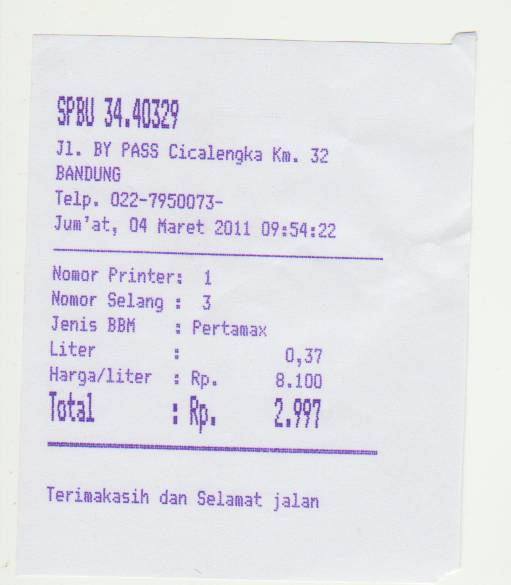 SPBU 34.40329
Jl. BY PASS Cicalengka Km. 32
BANDUNG
Telp. 022-7950073-
Jum'at, 04 Maret 2011 09:54:22
Nomor Printer: 1
Nomor Selang : 3
Jenis BBM : Pertamax
Liter : 0,37
Harga/liter : Rp. 8.100
Total : Rp. 2.997
Terimakasih dan Selamat jalan